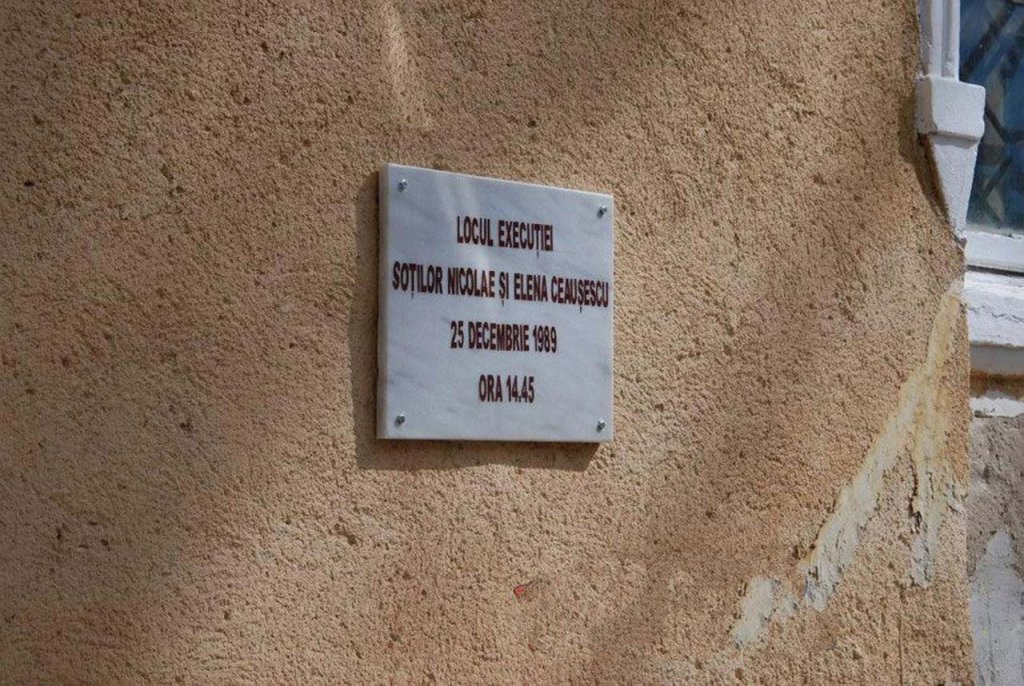 LOCUL EXECUȚIEI
SOȚILOR NICOLAE ȘI ELENA CEAUȘESCU
25 DECEMBRIE 1989
ORA 14.45